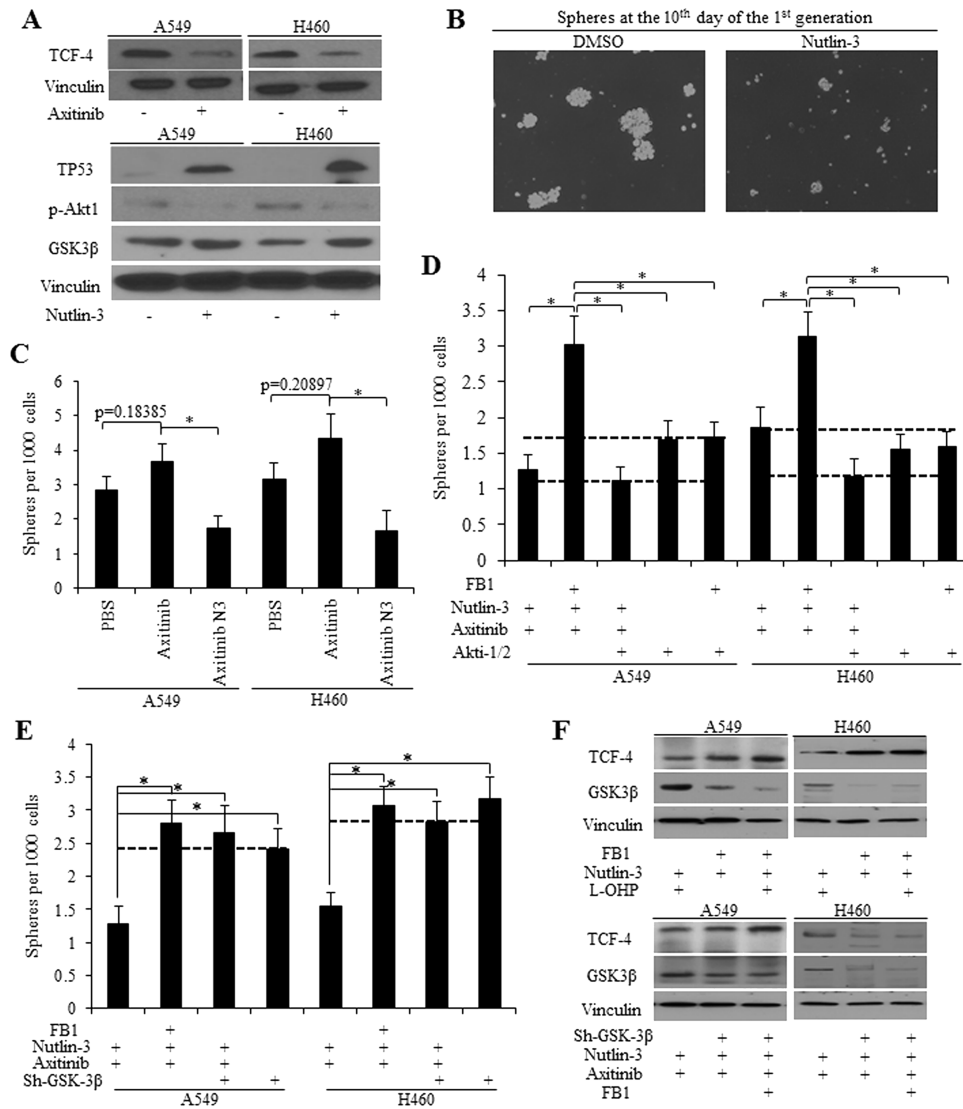 A
A549 H460
TCF-4
Vinculin
Axitinib - + - +
A549 H460
TP53
p-Akt1
GSK3β
Vinculin
Nutlin-3 - + - +
B
Spheres at the 10th day of the 1st generation
DMSO Nutlin-3
C
Spheres per 1000 cells
6
5
4
3
2
1
0
p=0.18385 * p=0.20897 *
PBS Axitinib Axitinib N3 PBS Axitinib Axitinib N3
A549 H460
D
Spheres per 1000 cells
4
3.5
3
2.5
2
1.5
1
0.5
0
* * * * * * * *
FB1 + + + +
Nutlin-3 + + + + + +
Axitinib + + + + + +
Akti-1/2 + + + + + +
A549 H460
E
Spheres per 1000 cells
4
3.5
3
2.5
2
1.5
1
0.5
0
* * * * * *
FB1 + +
Nutlin-3 + + + + + +
Axitinib + + + + + +
Sh-GSK-3β + + + +
A549 H460
F
A549 H460
TCF-4
GSK3β
Vinculin
FB1 + + + +
Nutlin-3 + + + + + +
L-OHP + + + +
A549 H460
TCF-4
GSK3β
Vinculin
Sh-GSK-3β + + + +
Nutlin-3 + + + + + +
Axitinib + + + + + +
FB1 + +